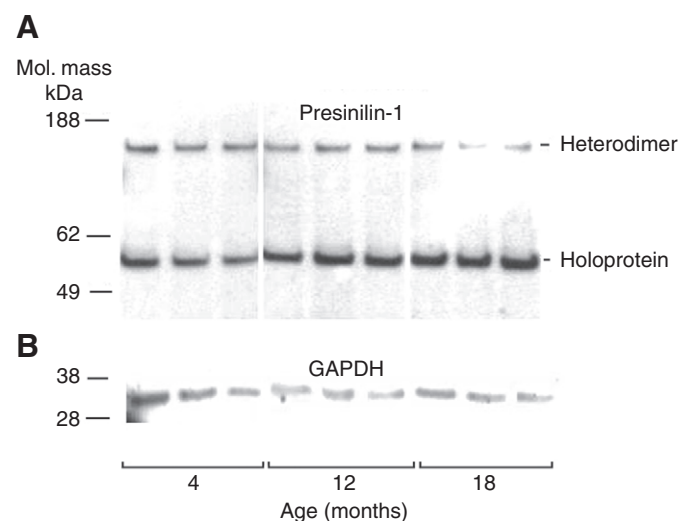 A
Mol. mass
kDa
188
Presinilin-1
Heterodimer
62
Holoprotein
49
B
GAPDH
38
28
4 12 18
Age (months)